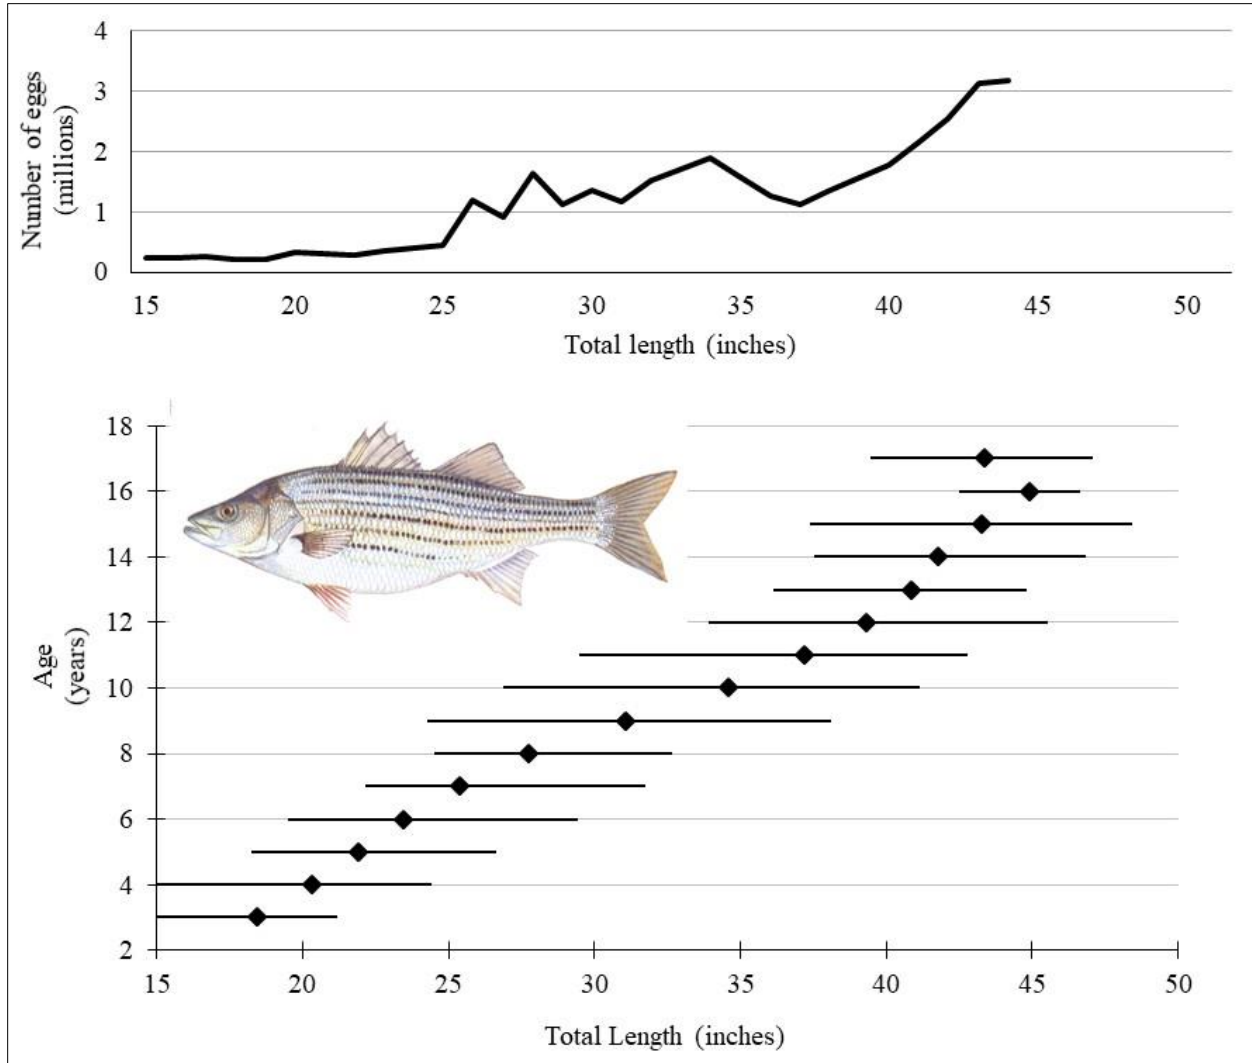 4
3
2
1
0
Number of eggs
(millions)
15 20 25 30 35 40 45 50
Total length (inches)
18
16
14
12
10
8
6
4
2
Age
(years)
15 20 25 30 35 40 45 50
Total Length (inches)